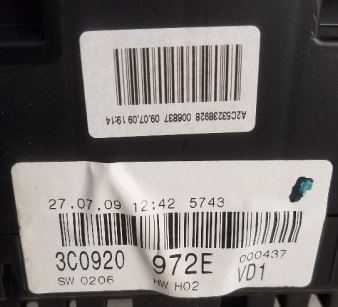 A2C53238928 006837 09.07.09 19:14
27.07.09 12:42 5743
3C0920 972E 000437
SW 0206 HW H02 VD1